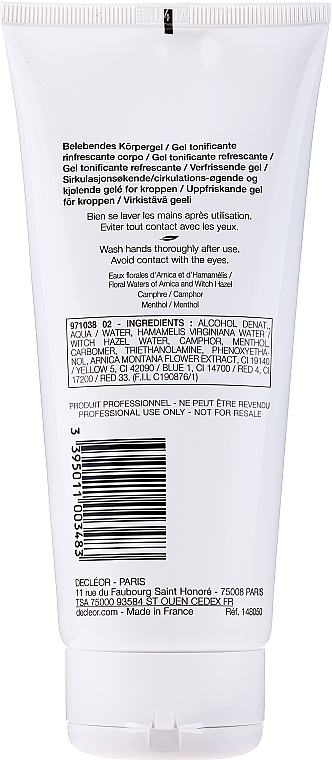 Belebendes Körpergel / Gel tonificante
rinfrescante corpo / Gel tonificante refrescante /
Gel tonificante refrescante / Verfrissende gel /
Sirkulasjonsøkende/cirkulations-øgende og
kjølende gelé for kroppen / Uppfriskande gel
för kroppen / Virkistävä geeli
Bien se laver les mains après utilisation.
Eviter tout contact avec les yeux.
Wash hands thoroughly after use.
Avoid contact with the eyes.
Eaux florales d'Arnica et d'Hamamélis /
Floral Waters of Arnica and Witch Hazel
Camphre / Camphor
Menthol / Menthol
971038 02 - INGREDIENTS : ALCOHOL DENAT.,
AQUA / WATER, HAMAMELIS VIRGINIANA WATER /
WITCH HAZEL WATER, CAMPHOR, MENTHOL,
CARBOMER, TRIETHANOLAMINE, PHENOXYETHA-
NOL, ARNICA MONTANA FLOWER EXTRACT, CI 19140
/ YELLOW 5, CI 42090 / BLUE 1, CI 14700 / RED 4, CI
17200 / RED 33. (F.I.L C190876/1)
PRODUIT PROFESSIONNEL - NE PEUT ÊTRE REVENDU
PROFESSIONAL USE ONLY - NOT FOR RESALE
3 395011 003483
DECLÉOR - PARIS
11 rue du Faubourg Saint Honoré - 75008 PARIS
TSA 75000 93584 ST OUEN CEDEX FR
decleor.com - Made in France Réf. 148050